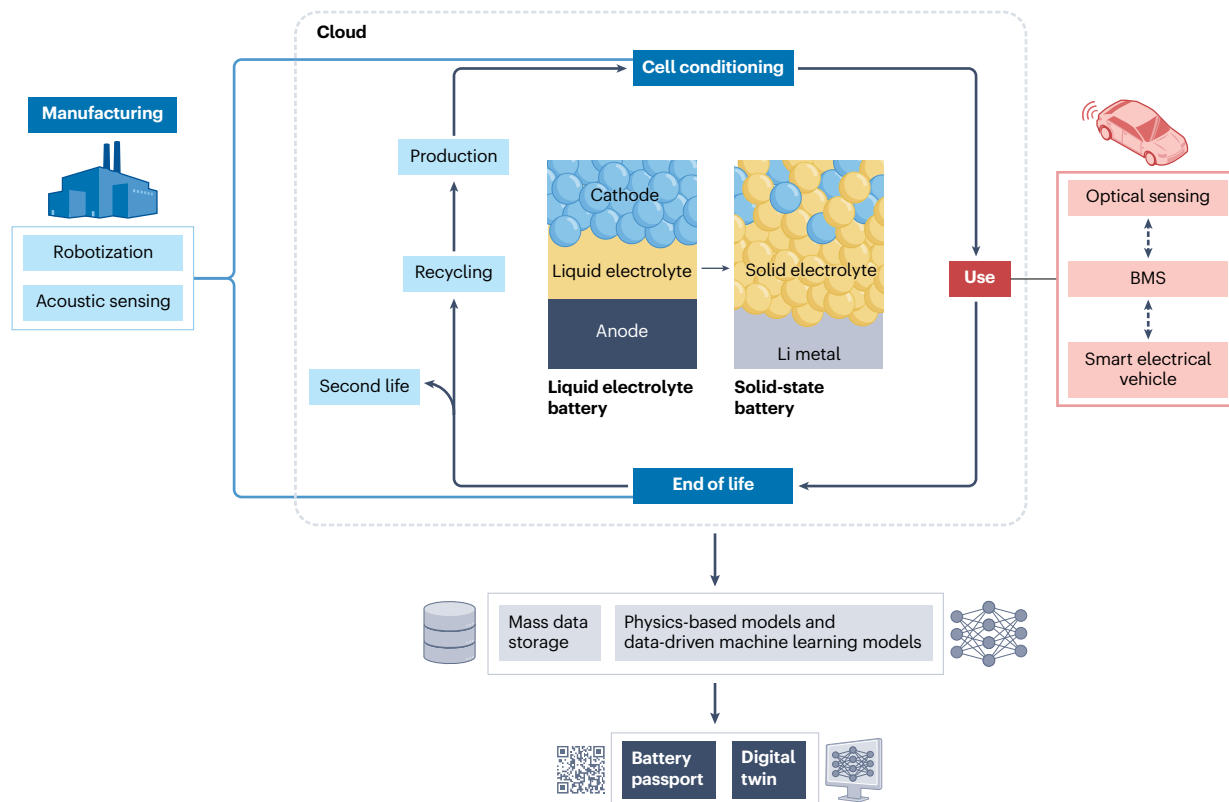 Cloud
Cell conditioning
Manufacturing
Production
Cathode
Optical sensing
Robotization
Recycling
Liquid electrolyte
Solid electrolyte
Use
BMS
Acoustic sensing
Anode
Li metal
Smart electrical
vehicle
Second life
Liquid electrolyte
battery
Solid-state
battery
End of life
Mass data
storage
Physics-based models and
data-driven machine learning models
Battery
passport
Digital
twin